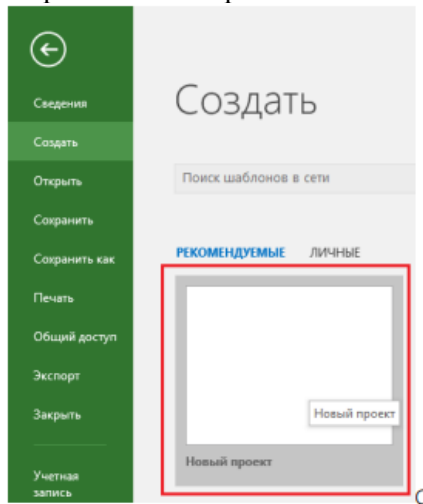 Сведения
Создать
Открыть
Сохранить
Сохранить как
Печать
Общий доступ
Экспорт
Закрыть
Учетная
запись
Создать
Поиск шаблонов в сети
РЕКОМЕНДУЕМЫЕ ЛИЧНЫЕ
Новый проект
Новый проект